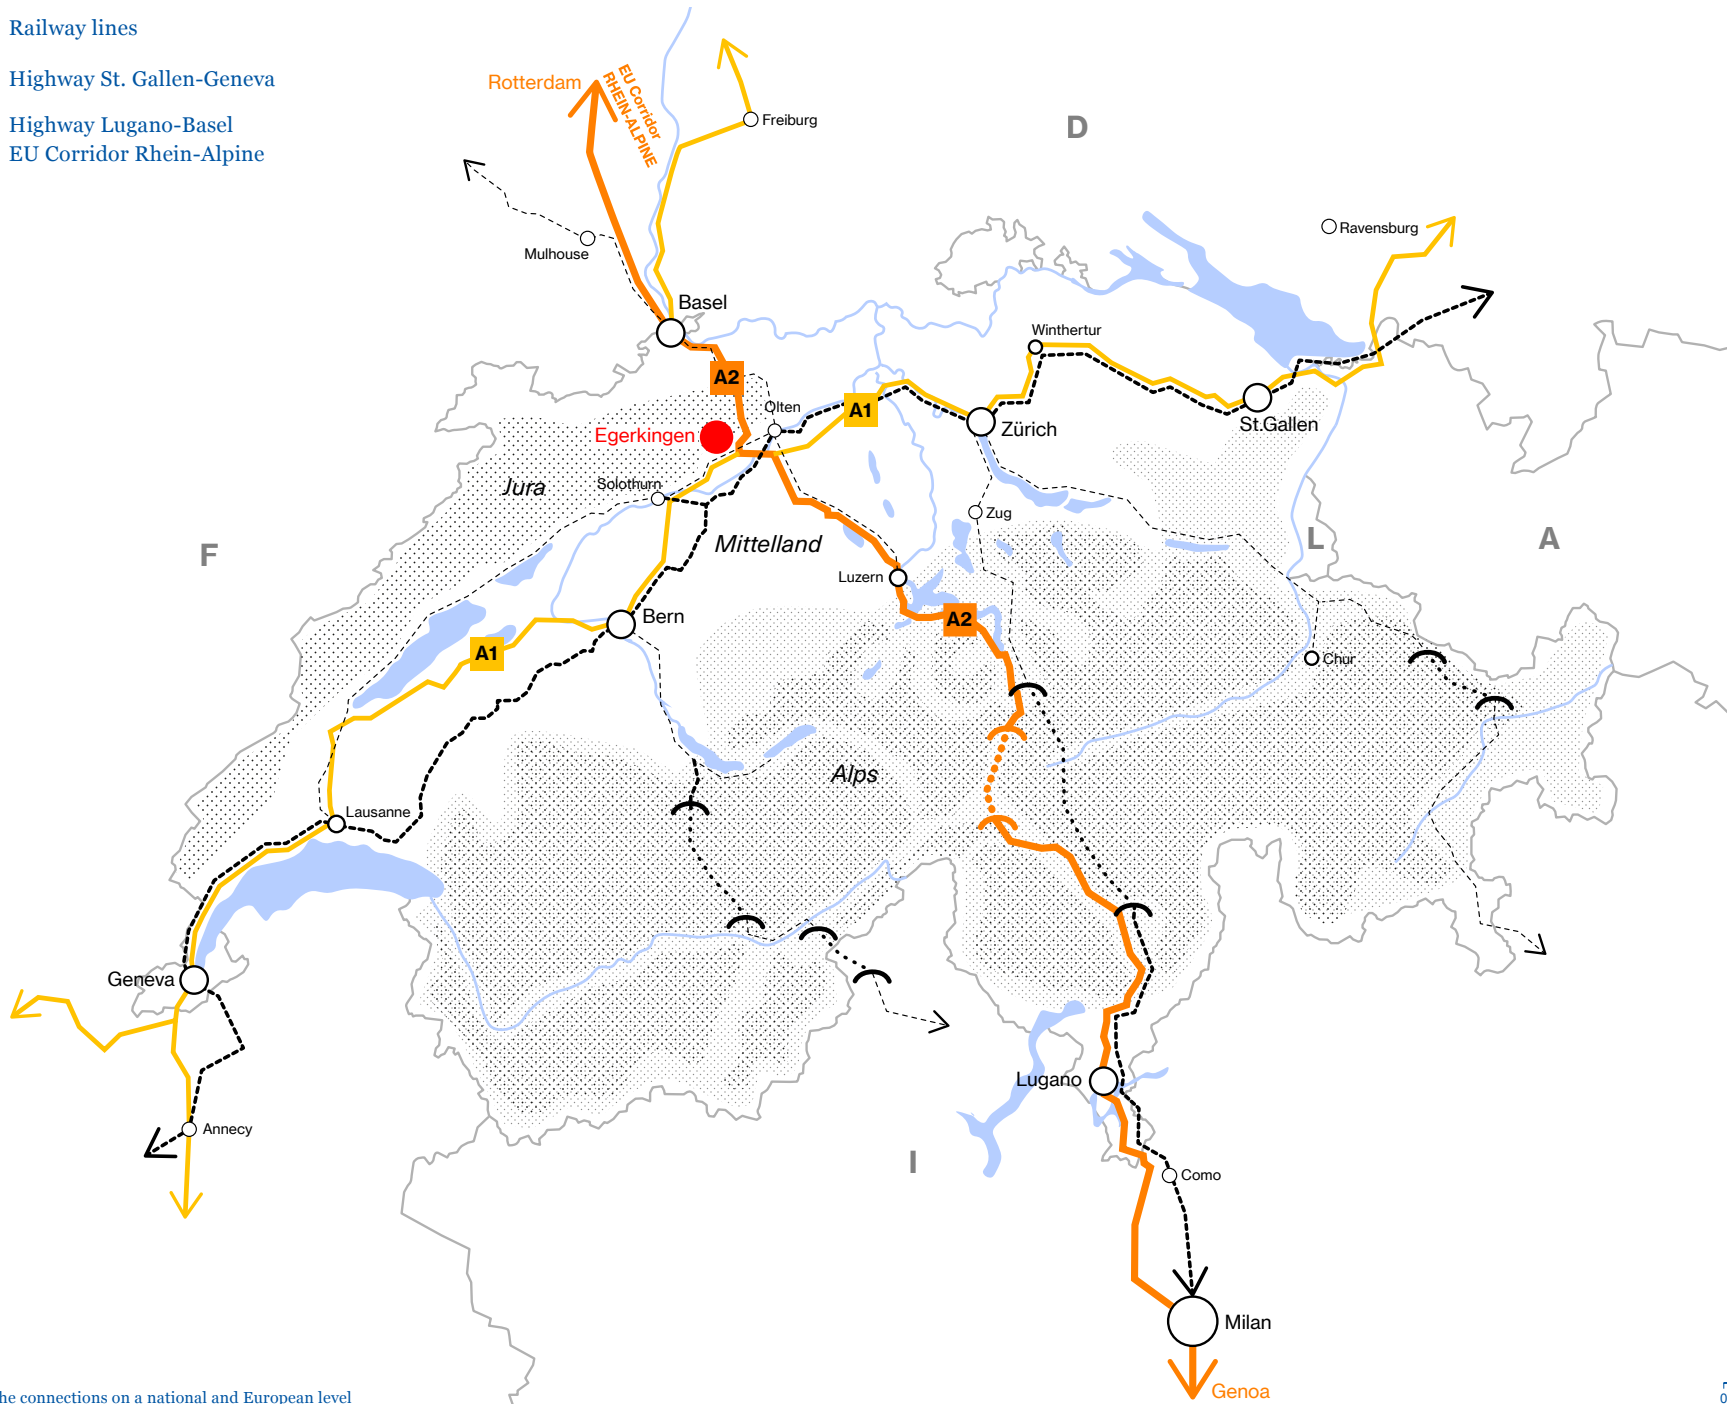 Railway lines
Highway St. Gallen-Geneva
Highway Lugano-Basel
EU Corridor Rhein-Alpine
Rotterdam
EU Corridor
RHEIN-ALPINE
Freiburg
D
Mulhouse
Ravensburg
Basel
Winthertur
A2
Olten
A1
Egerkingen
Zürich
St.Gallen
Jura
Solothurn
Zug
F
Mittelland
L
A
Luzern
Bern
A2
A1
Chur
Alps
Lausanne
Geneva
Lugano
Annecy
I
Como
Milan
Genoa
he connections on a national and European level